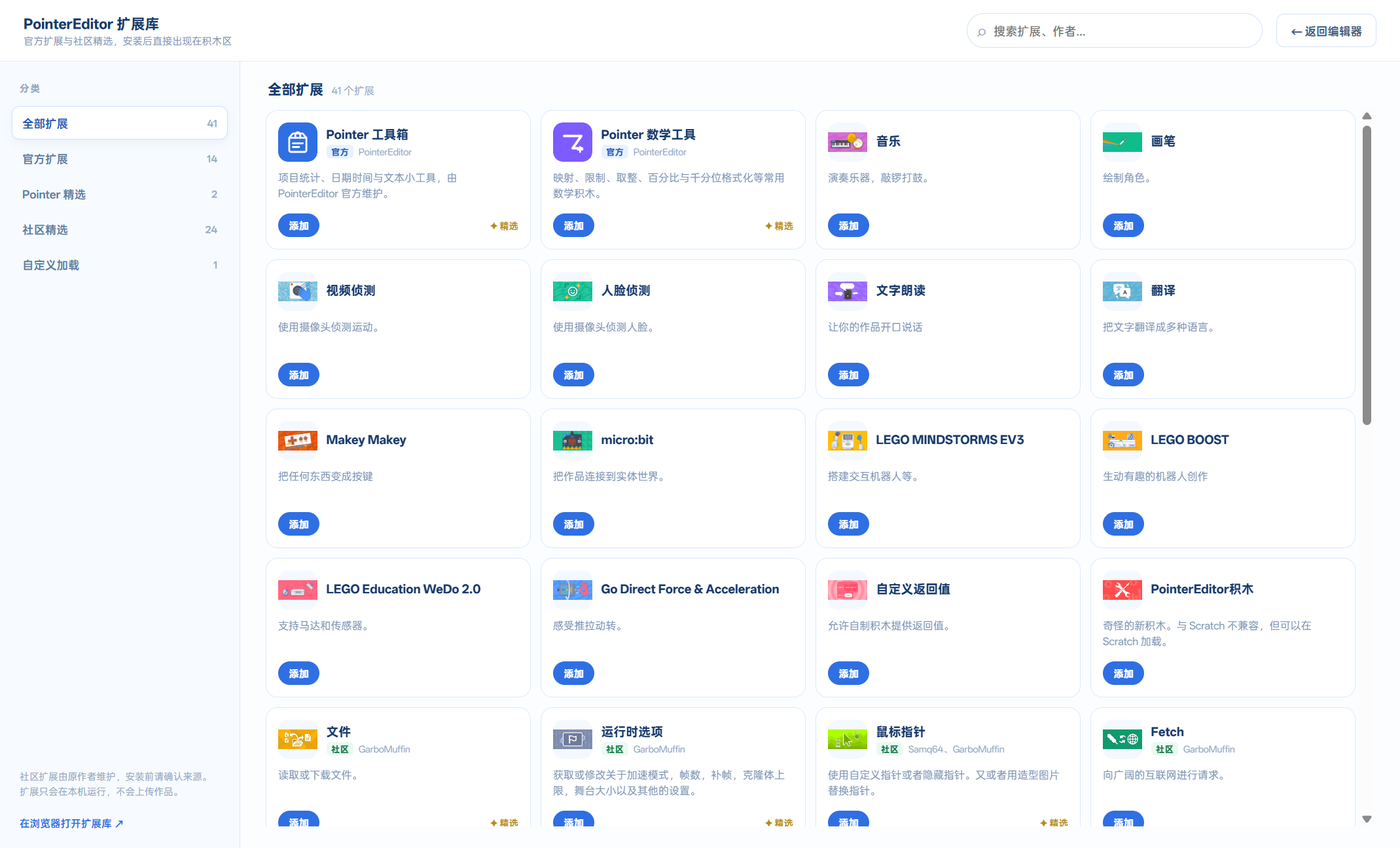 PointerEditor 扩展库
官方扩展与社区精选，安装后直接出现在积木区
搜索扩展、作者...
← 返回编辑器
分类
全部扩展 41
官方扩展 14
Pointer 精选 2
社区精选 24
自定义加载 1
社区扩展由原作者维护，安装前请确认来源。
扩展只会在本机运行，不会上传作品。
在浏览器打开扩展库 ↗
全部扩展 41 个扩展
Pointer 工具箱
官方 PointerEditor
项目统计、日期时间与文本小工具，由
PointerEditor 官方维护。
添加 ✦ 精选
Pointer 数学工具
官方 PointerEditor
映射、限制、取整、百分比与千分位格式化等常用
数学积木。
添加 ✦ 精选
音乐
演奏乐器，敲锣打鼓。
添加
画笔
绘制角色。
添加
视频侦测
使用摄像头侦测运动。
添加
人脸侦测
使用摄像头侦测人脸。
添加
文字朗读
让你的作品开口说话
添加
翻译
把文字翻译成多种语言。
添加
Makey Makey
把任何东西变成按键
添加
micro:bit
把作品连接到实体世界。
添加
LEGO MINDSTORMS EV3
搭建交互机器人等。
添加
LEGO BOOST
生动有趣的机器人创作
添加
LEGO Education WeDo 2.0
支持马达和传感器。
添加
Go Direct Force & Acceleration
感受推拉动转。
添加
自定义返回值
允许自制积木提供返回值。
添加
PointerEditor积木
奇怪的新积木。与 Scratch 不兼容，但可以在
Scratch 加载。
添加
文件
社区 GarboMuffin
读取或下载文件。
添加 ✦ 精选
运行时选项
社区 GarboMuffin
获取或修改关于加速模式，帧数，补帧，克隆体上
限，舞台大小以及其他的设置。
添加 ✦ 精选
鼠标指针
社区 Samq64、GarboMuffin
使用自定义指针或者隐藏指针。又或者用造型图片
替换指针。
添加 ✦ 精选
Fetch
社区 GarboMuffin
向广阔的互联网进行请求。
添加